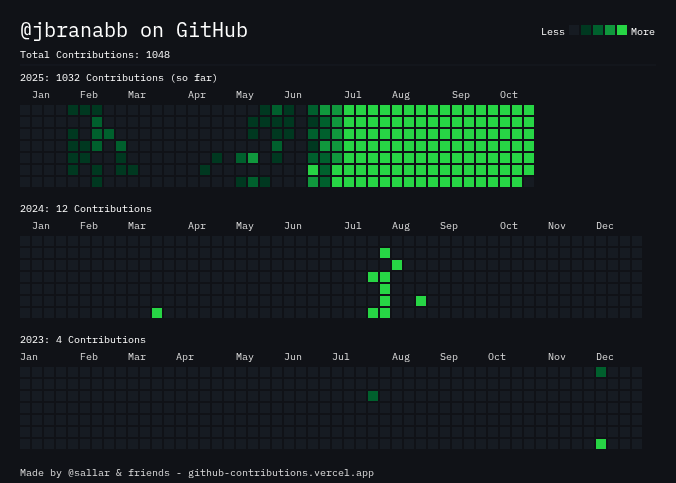 @jbranabb on GitHub
Less More
Total Contributions: 1048
2025: 1032 Contributions (so far)
Jan Feb Mar Apr May Jun Jul Aug Sep Oct
2024: 12 Contributions
Jan Feb Mar Apr May Jun Jul Aug Sep Oct Nov Dec
2023: 4 Contributions
Jan Feb Mar Apr May Jun Jul Aug Sep Oct Nov Dec
Made by @sallar & friends - github-contributions.vercel.app